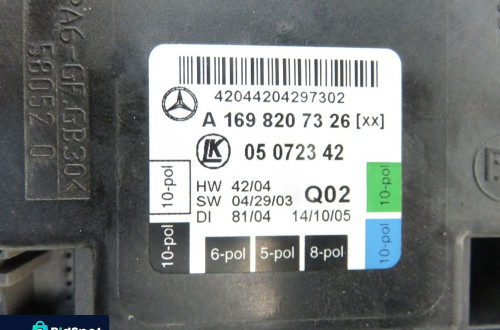 PA6-GF.GB30<
58052 0
42044204297302
A 169 820 73 26 [xx]
LK
05 0723 42
HW 42/04
SW 04/29/03
DI 81/04 14/10/05
Q02
10-pol
10-pol
10-pol
10-pol
6-pol 5-pol 8-pol
BidSpot